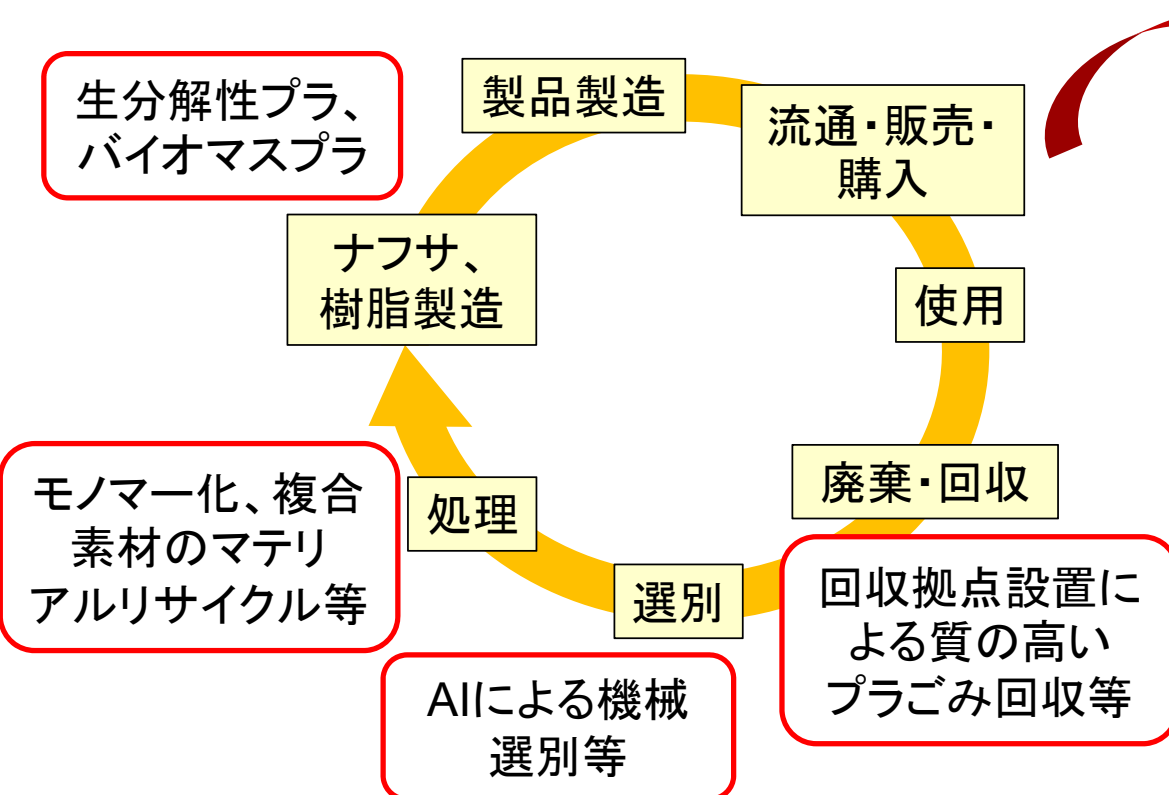 生分解性プラ、
バイオマスプラ
製品製造
流通・販売・
購入
ナフサ、
樹脂製造
使用
廃棄・回収
モノマー化、複合
素材のマテリ
アルリサイクル等
処理
選別
回収拠点設置に
よる質の高い
プラごみ回収等
AIによる機械
選別等